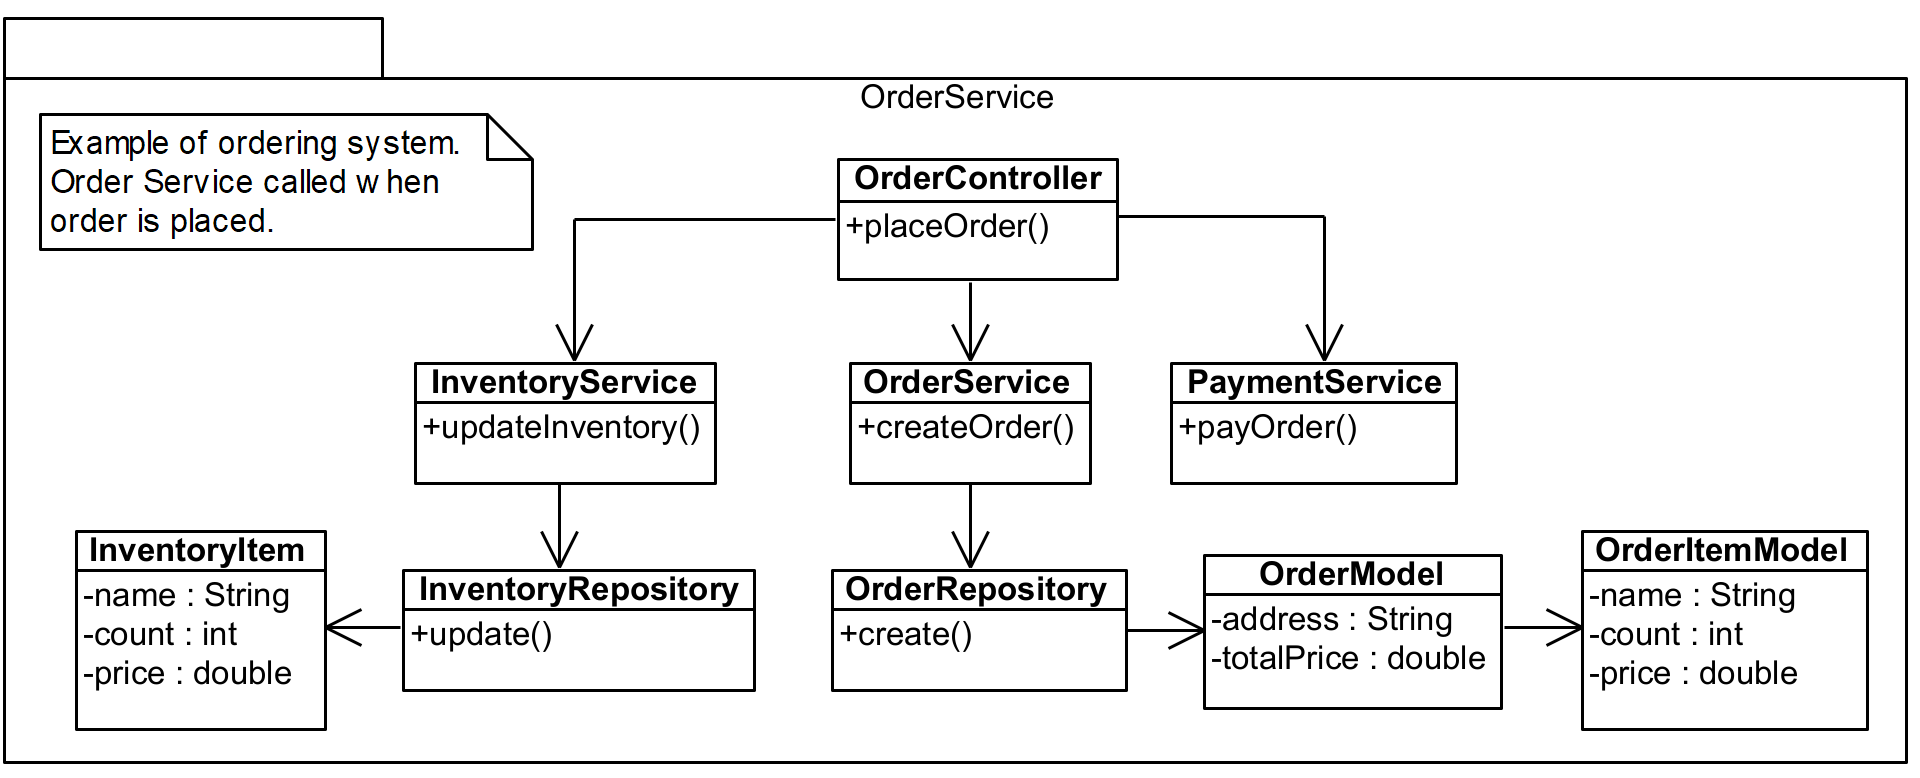 OrderService
Example of ordering system.
Order Service called when
order is placed.
OrderController
+placeOrder()
InventoryService
+updateInventory()
OrderService
+createOrder()
PaymentService
+payOrder()
InventoryItem
-name : String
-count : int
-price : double
InventoryRepository
+update()
OrderRepository
+create()
OrderModel
-address : String
-totalPrice : double
OrderItemModel
-name : String
-count : int
-price : double